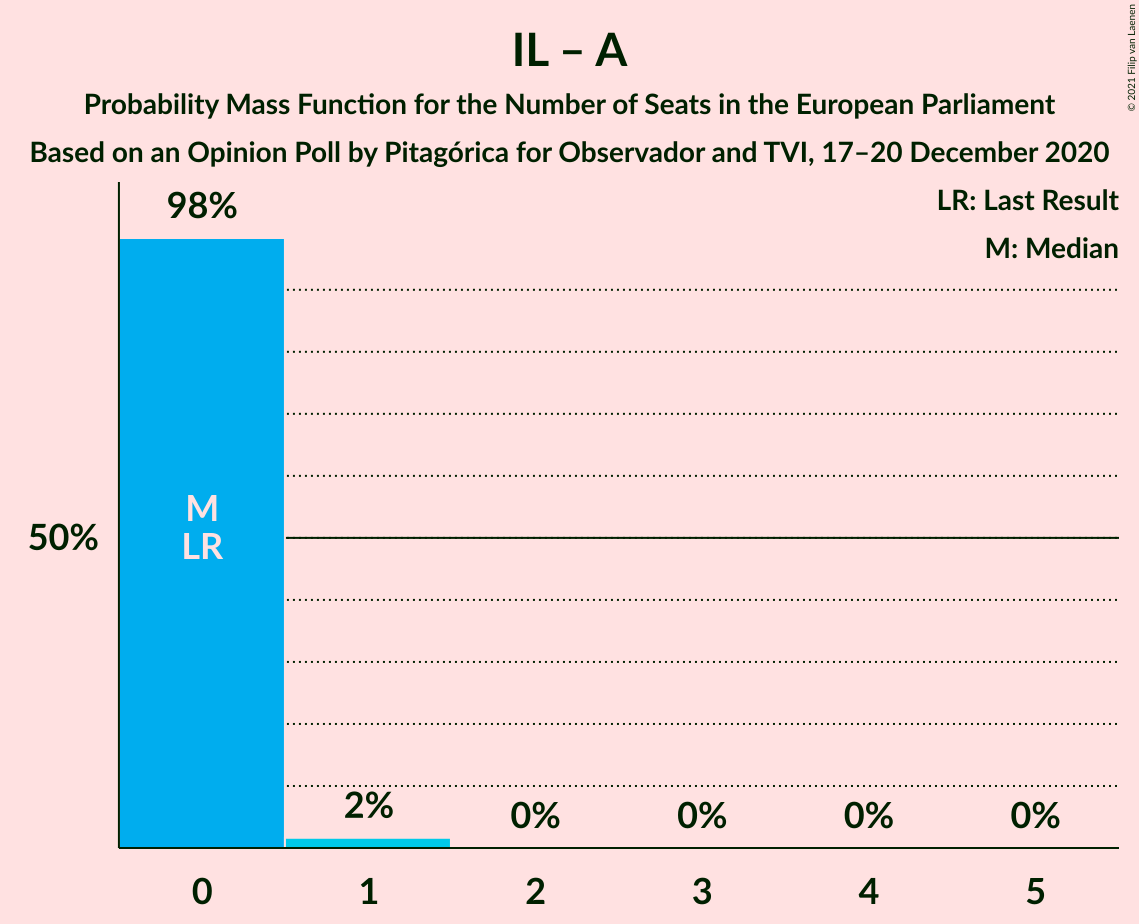 IL – A
Probability Mass Function for the Number of Seats in the European Parliament
Based on an Opinion Poll by Pitagórica for Observador and TVI, 17–20 December 2020
© 2021 Filip van Laenen
LR: Last Result
M: Median
98%
M
LR
50%
2%
0%
0%
0%
0%
0
1
2
3
4
5